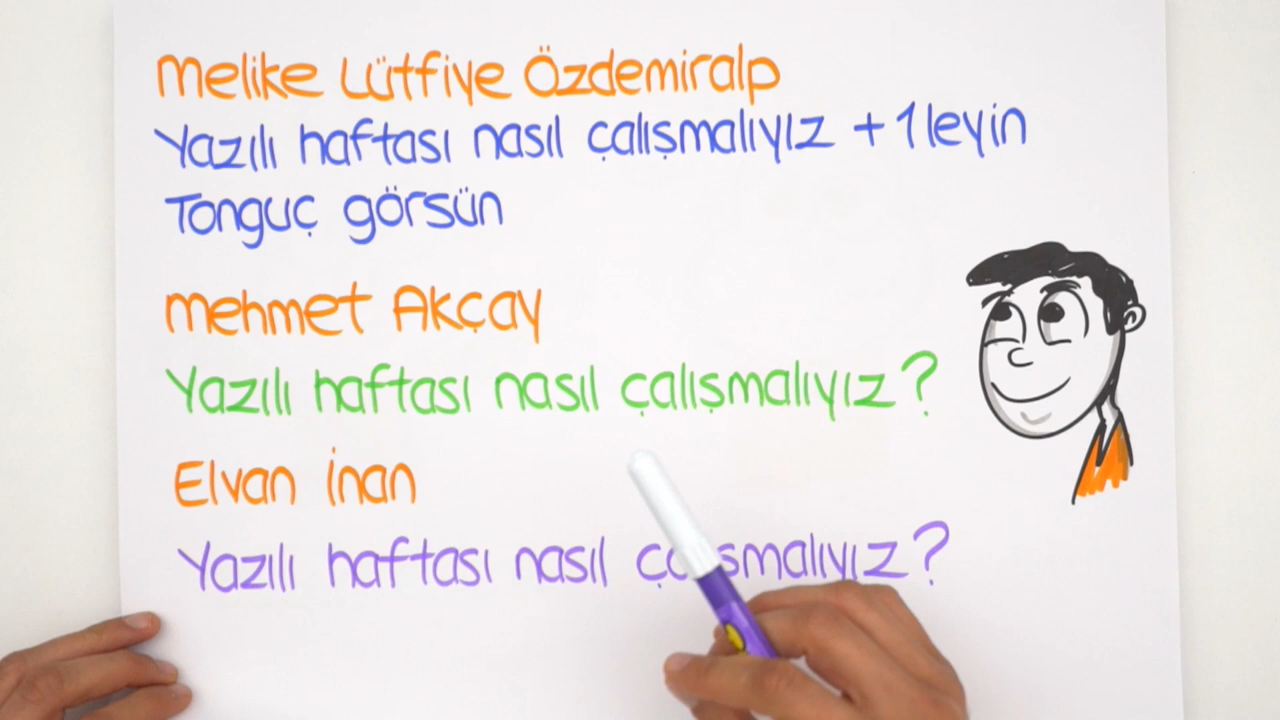 Melike Lütfiye Özdemiralp
Yazılı haftası nasıl çalışmalıyız +1leyin
Tonguç görsün
Mehmet Akçay
Yazılı haftası nasıl çalışmalıyız?
Elvan İnan
Yazılı haftası nasıl çalışmalıyız?